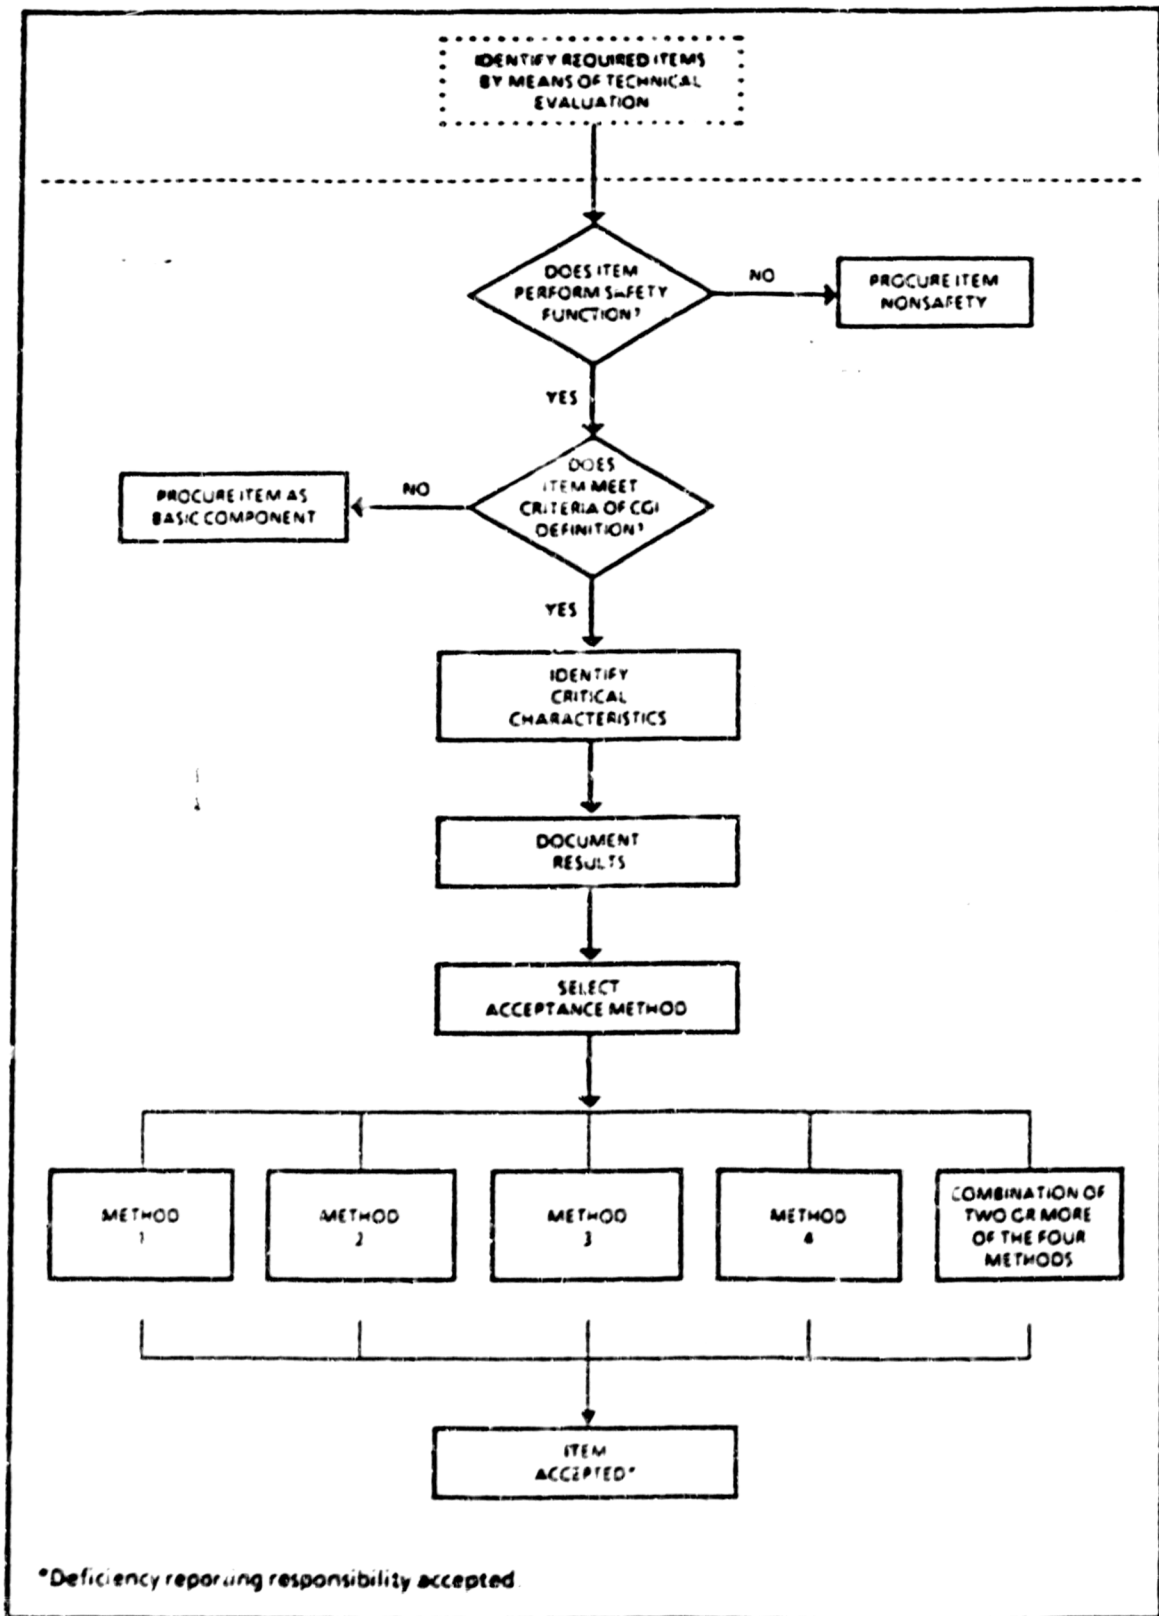 IDENTIFY REQUIRED ITEMS
BY MEANS OF TECHNICAL
EVALUATION
DOES ITEM
PERFORM SAFETY
FUNCTION?
NO
PROCURE ITEM
NONSAFETY
YES
DOES
ITEM MEET
CRITERIA OF CGI
DEFINITION?
NO
PROCURE ITEM AS
BASIC COMPONENT
YES
IDENTIFY
CRITICAL
CHARACTERISTICS
DOCUMENT
RESULTS
SELECT
ACCEPTANCE METHOD
METHOD
1
METHOD
2
METHOD
3
METHOD
4
COMBINATION OF
TWO OR MORE
OF THE FOUR
METHODS
ITEM
ACCEPTED*
*Deficiency reporting responsibility accepted.